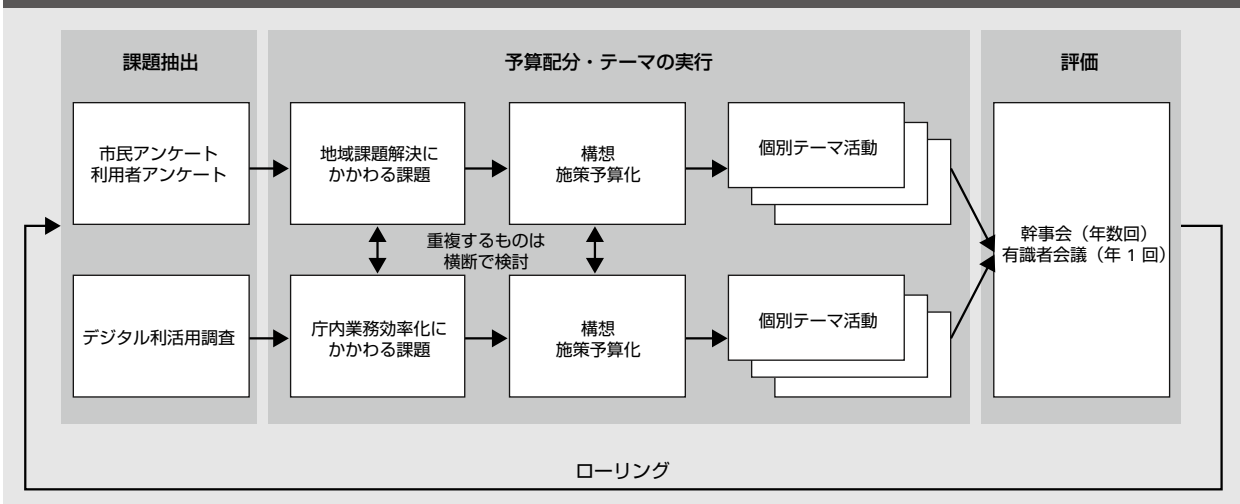 課題抽出
予算配分・テーマの実行
評価
市民アンケート
利用者アンケート
地域課題解決に
かかわる課題
構想
施策予算化
個別テーマ活動
重複するものは
横断で検討
幹事会（年数回）
有識者会議（年 1 回）
デジタル利活用調査
庁内業務効率化に
かかわる課題
構想
施策予算化
個別テーマ活動
ローリング